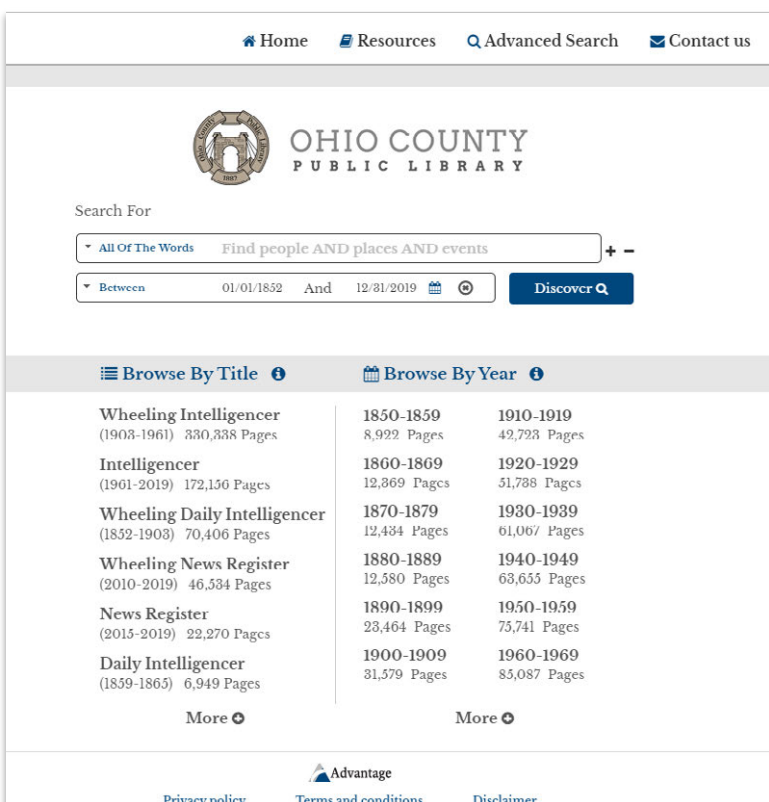 Home Resources Advanced Search Contact us
Ohio County Public Library
1882
OHIO COUNTY
PUBLIC LIBRARY
Search For
All Of The Words Find people AND places AND events
Between 01/01/1852 And 12/31/2019 Discover
Browse By Title Browse By Year
Wheeling Intelligencer
(1903-1961) 330,338 Pages
Intelligencer
(1961-2019) 172,156 Pages
Wheeling Daily Intelligencer
(1852-1903) 70,406 Pages
Wheeling News Register
(2010-2019) 46,534 Pages
News Register
(2015-2019) 22,270 Pages
Daily Intelligencer
(1859-1865) 6,949 Pages
More
1850-1859
8,922 Pages
1860-1869
12,869 Pages
1870-1879
12,434 Pages
1880-1889
12,580 Pages
1890-1899
23,464 Pages
1900-1909
31,579 Pages
1910-1919
42,723 Pages
1920-1929
51,788 Pages
1930-1939
61,067 Pages
1940-1949
63,655 Pages
1950-1959
75,741 Pages
1960-1969
85,087 Pages
More
Advantage
Privacy policy Terms and conditions Disclaimer